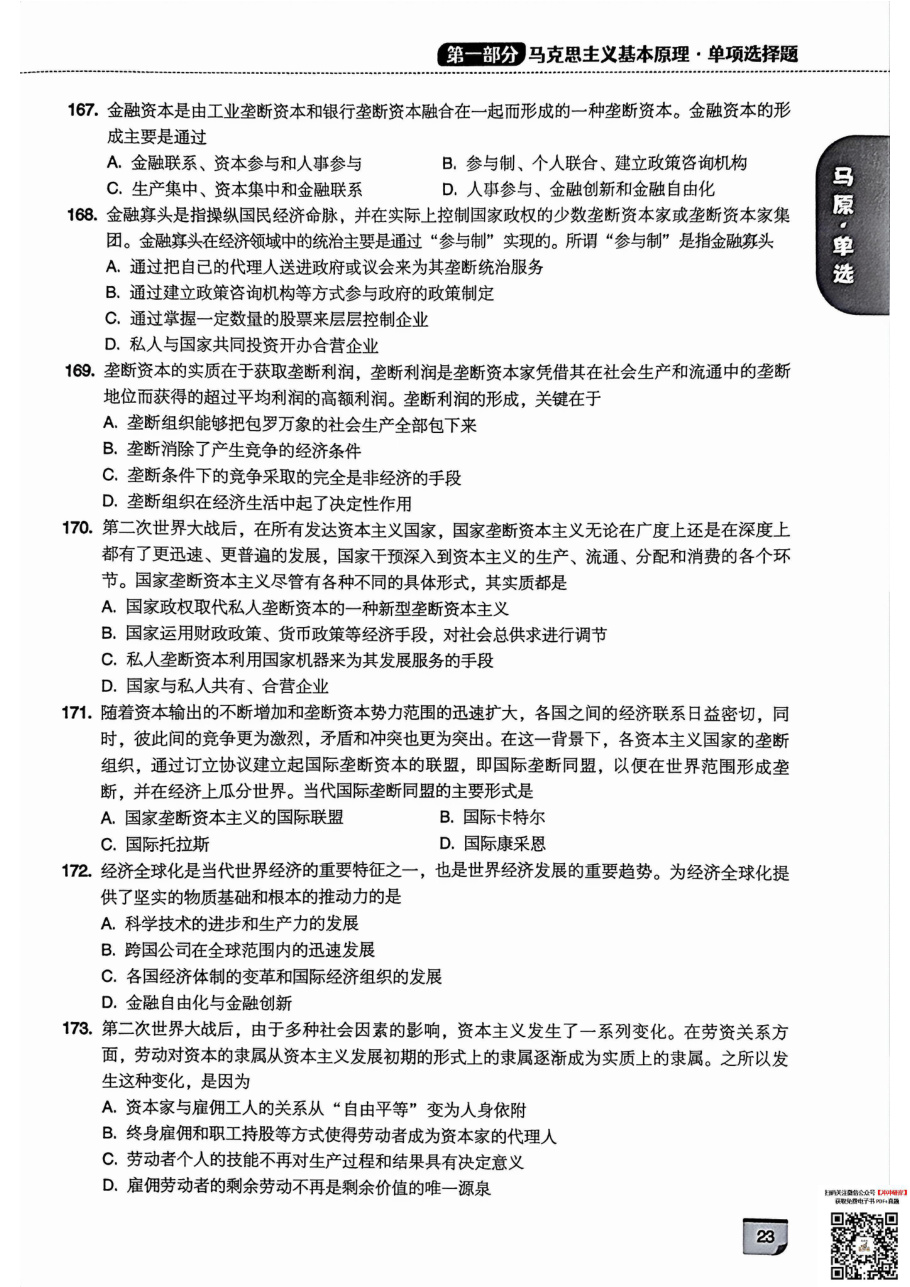 第一部分 马克思主义基本原理·单项选择题
167. 金融资本是由工业垄断资本和银行垄断资本融合在一起而形成的一种垄断资本。金融资本的形
成主要是通过
A. 金融联系、资本参与和人事参与 B. 参与制、个人联合、建立政策咨询机构
C. 生产集中、资本集中和金融联系 D. 人事参与、金融创新和金融自由化
168. 金融寡头是指操纵国民经济命脉，并在实际上控制国家政权的少数垄断资本家或垄断资本家集
团。金融寡头在经济领域中的统治主要是通过“参与制”实现的。所谓“参与制”是指金融寡头
A. 通过把自己的代理人送进政府或议会来为其垄断统治服务
B. 通过建立政策咨询机构等方式参与政府的政策制定
C. 通过掌握一定数量的股票来层层控制企业
D. 私人与国家共同投资开办合营企业
169. 垄断资本的实质在于获取垄断利润，垄断利润是垄断资本家凭借其在社会生产和流通中的垄断
地位而获得的超过平均利润的高额利润。垄断利润的形成，关键在于
A. 垄断组织能够把包罗万象的社会生产全部包下来
B. 垄断消除了产生竞争的经济条件
C. 垄断条件下的竞争采取的完全是非经济的手段
D. 垄断组织在经济生活中起了决定性作用
170. 第二次世界大战后，在所有发达资本主义国家，国家垄断资本主义无论在广度上还是在深度上
都有了更迅速、更普遍的发展，国家干预深入到资本主义的生产、流通、分配和消费的各个环
节。国家垄断资本主义尽管有各种不同的具体形式，其实质都是
A. 国家政权取代私人垄断资本的一种新型垄断资本主义
B. 国家运用财政政策、货币政策等经济手段，对社会总供求进行调节
C. 私人垄断资本利用国家机器来为其发展服务的手段
D. 国家与私人共有、合营企业
171. 随着资本输出的不断增加和垄断资本势力范围的迅速扩大，各国之间的经济联系日益密切，同
时，彼此间的竞争更为激烈，矛盾和冲突也更为突出。在这一背景下，各资本主义国家的垄断
组织，通过订立协议建立起国际垄断资本的联盟，即国际垄断同盟，以便在世界范围形成垄
断，并在经济上瓜分世界。当代国际垄断同盟的主要形式是
A. 国家垄断资本主义的国际联盟 B. 国际卡特尔
C. 国际托拉斯 D. 国际康采恩
172. 经济全球化是当代世界经济的重要特征之一，也是世界经济发展的重要趋势。为经济全球化提
供了坚实的物质基础和根本的推动力的是
A. 科学技术的进步和生产力的发展
B. 跨国公司在全球范围内的迅速发展
C. 各国经济体制的变革和国际经济组织的发展
D. 金融自由化与金融创新
173. 第二次世界大战后，由于多种社会因素的影响，资本主义发生了一系列变化。在劳资关系方
面，劳动对资本的隶属从资本主义发展初期的形式上的隶属逐渐成为实质上的隶属。之所以发
生这种变化，是因为
A. 资本家与雇佣工人的关系从“自由平等”变为人身依附
B. 终身雇佣和职工持股等方式使得劳动者成为资本家的代理人
C. 劳动者个人的技能不再对生产过程和结果具有决定意义
D. 雇佣劳动者的剩余劳动不再是剩余价值的唯一源泉
马原·单选
扫码关注微信公众号【冲冲研资】
获取免费电子书PDF+真题
23